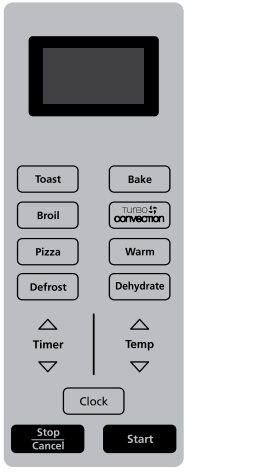 Toast
Bake
Broil
Turbo
convection
Pizza
Warm
Defrost
Dehydrate
Timer
Temp
Clock
Stop
Cancel
Start